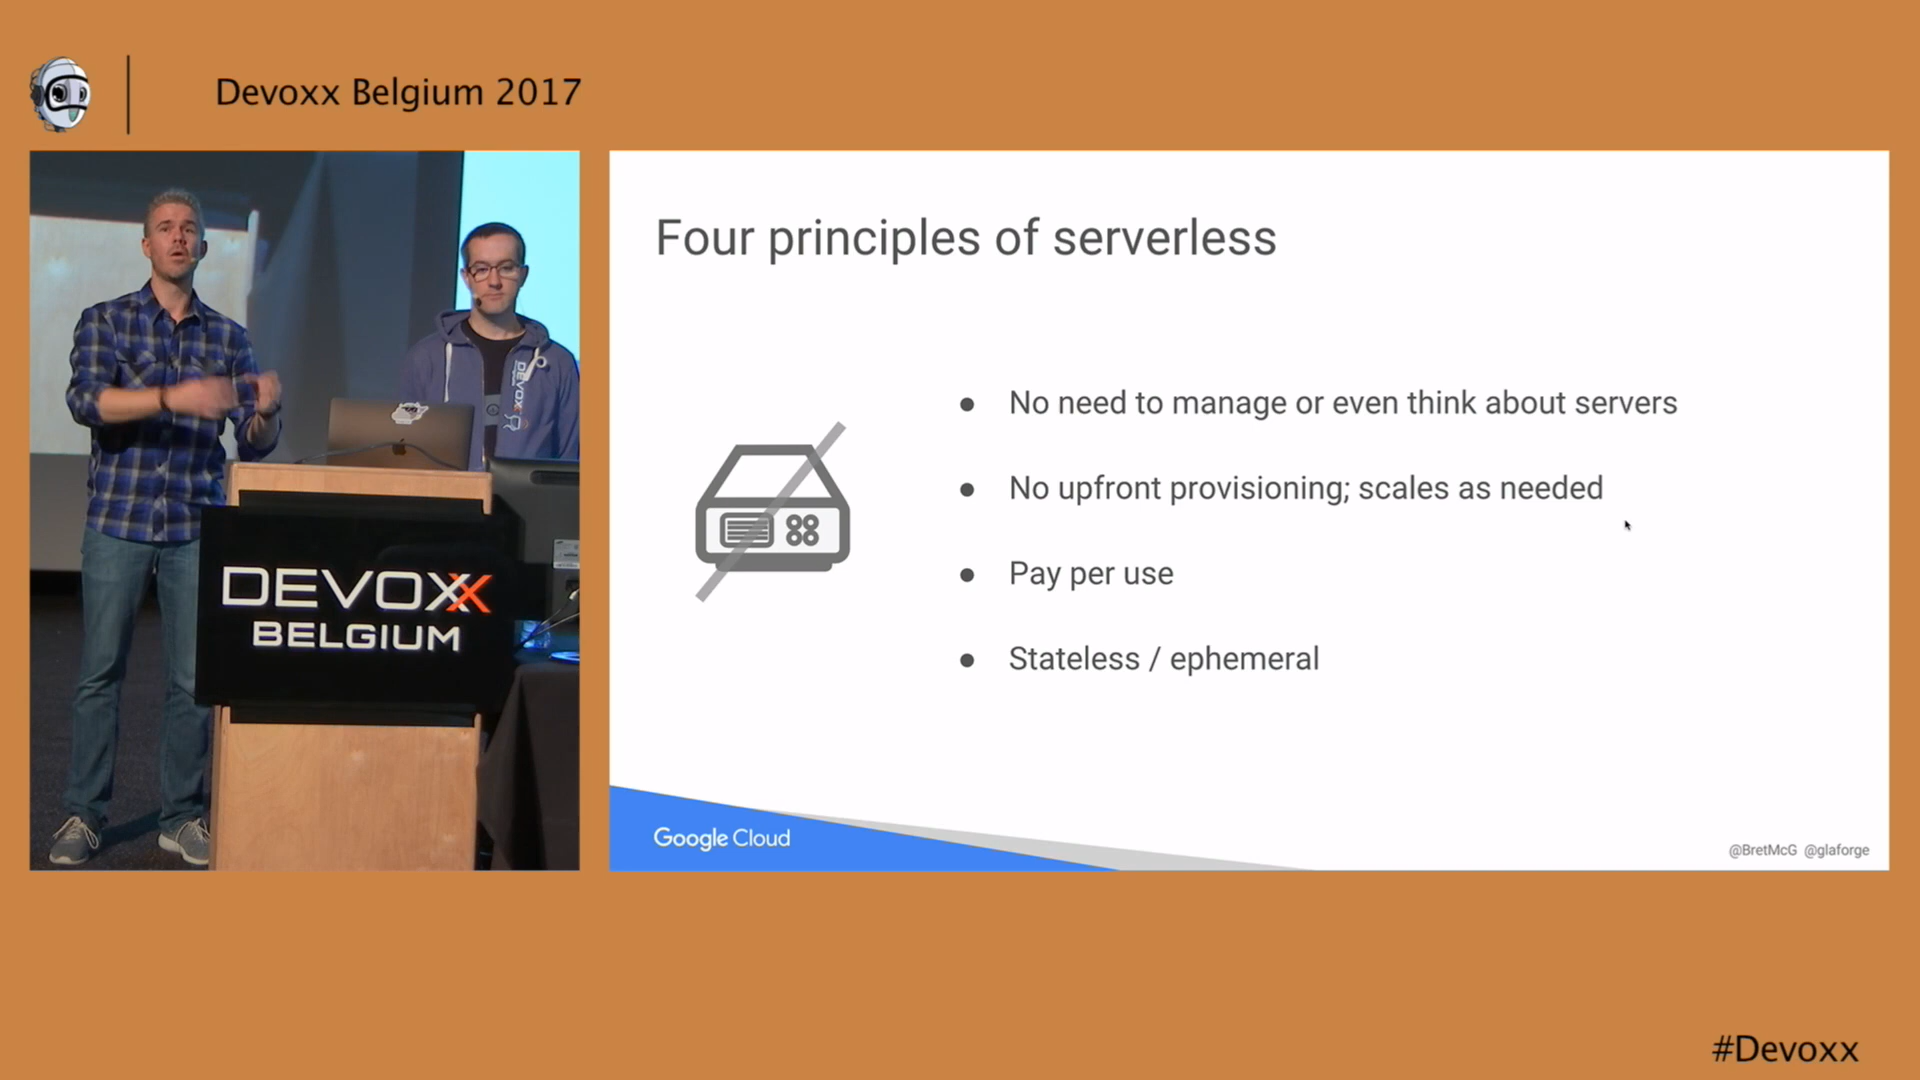 Devoxx Belgium 2017
DEVOXX
DEVOXX
BELGIUM
Four principles of serverless
No need to manage or even think about servers
No upfront provisioning; scales as needed
Pay per use
Stateless / ephemeral
Google Cloud
@BretMcG @glaforge
#Devoxx